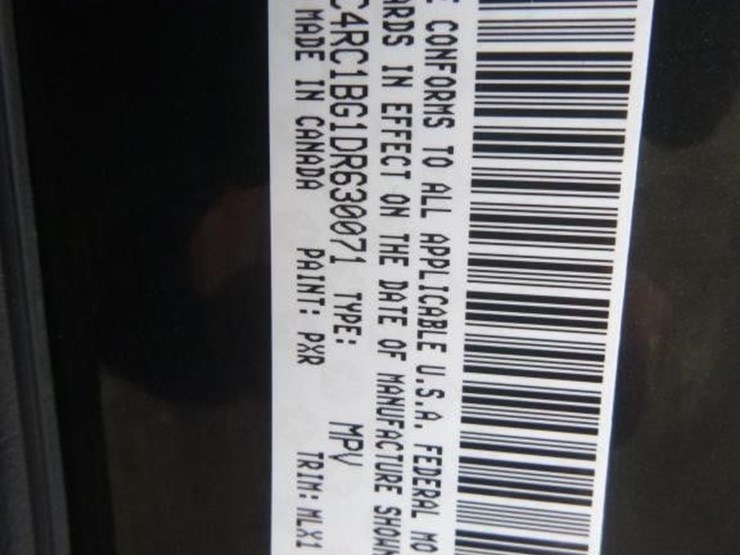 E CONFORMS TO ALL APPLICABLE U.S.A. FEDERAL MO
ARDS IN EFFECT ON THE DATE OF MANUFACTURE SHOWN
C4RC1BG1DR630071 TYPE: MPV
MADE IN CANADA PAINT: PXR TRIM: MLX1